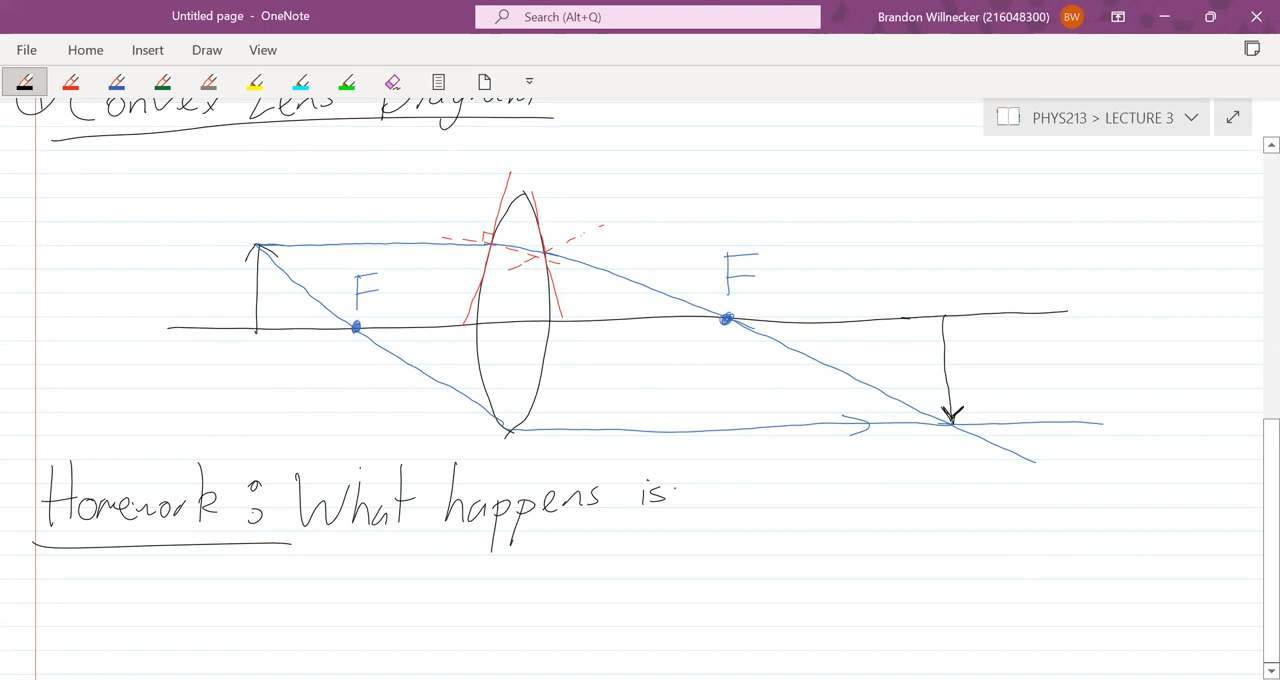 Untitled page - OneNote
Search (Alt+Q)
Brandon Willnecker (216048300)
BW
File
Home
Insert
Draw
View
PHYS213 > LECTURE 3
① Convex Lens Diagram
F
F
Homework : What happens is